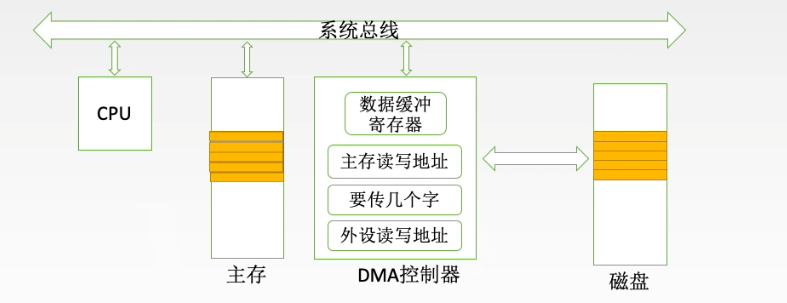 系统总线
CPU
数据缓冲
寄存器
主存读写地址
要传几个字
外设读写地址
主存
DMA控制器
磁盘